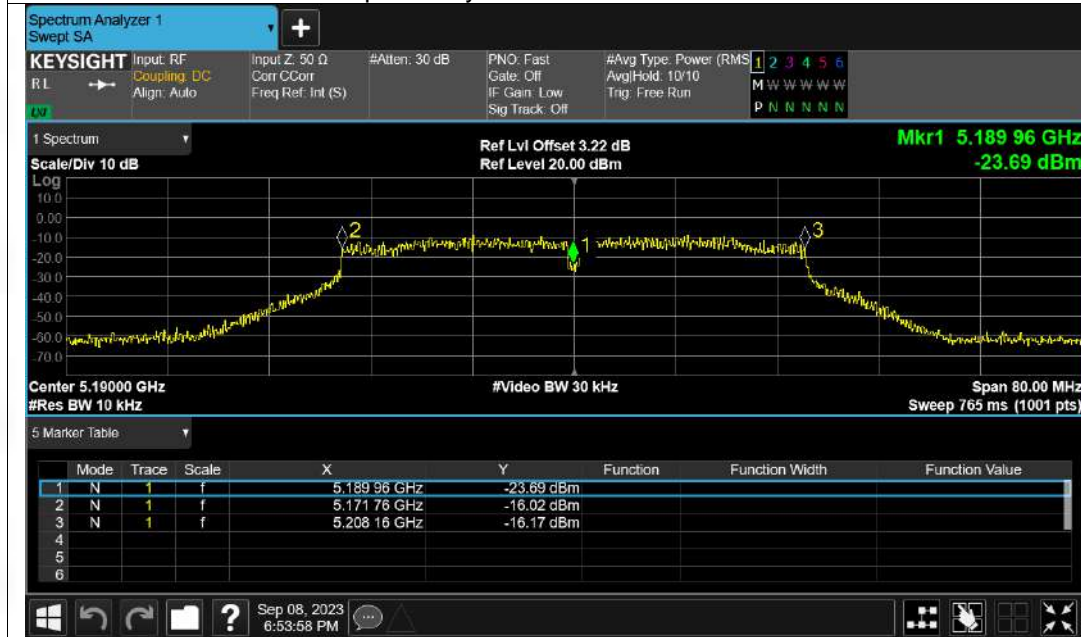 Spectrum Analyzer 1
Swept SA
+
KEYSIGHT Input: RF Input Z: 50 Ω #Atten: 30 dB PNO: Fast #Avg Type: Power (RMS 1 2 3 4 5 6
RL Coupling: DC Corr CCorr Gate: Off Avg|Hold: 10/10 M W W W W W
Align: Auto Freq Ref: Int (S) IF Gain: Low Trig: Free Run
LXI Sig Track: Off P N N N N N
1 Spectrum Ref Lvl Offset 3.22 dB Mkr1 5.189 96 GHz
Scale/Div 10 dB Ref Level 20.00 dBm -23.69 dBm
Log
10.0
0.00
-10.0 2 1 3
-20.0
-30.0
-40.0
-50.0
-60.0
-70.0
Center 5.19000 GHz #Video BW 30 kHz Span 80.00 MHz
#Res BW 10 kHz Sweep 765 ms (1001 pts)
5 Marker Table
Mode Trace Scale X Y Function Function Width Function Value
1 N 1 f 5.189 96 GHz -23.69 dBm
2 N 1 f 5.171 76 GHz -16.02 dBm
3 N 1 f 5.208 16 GHz -16.17 dBm
4
5
6
? Sep 08, 2023
6:53:58 PM